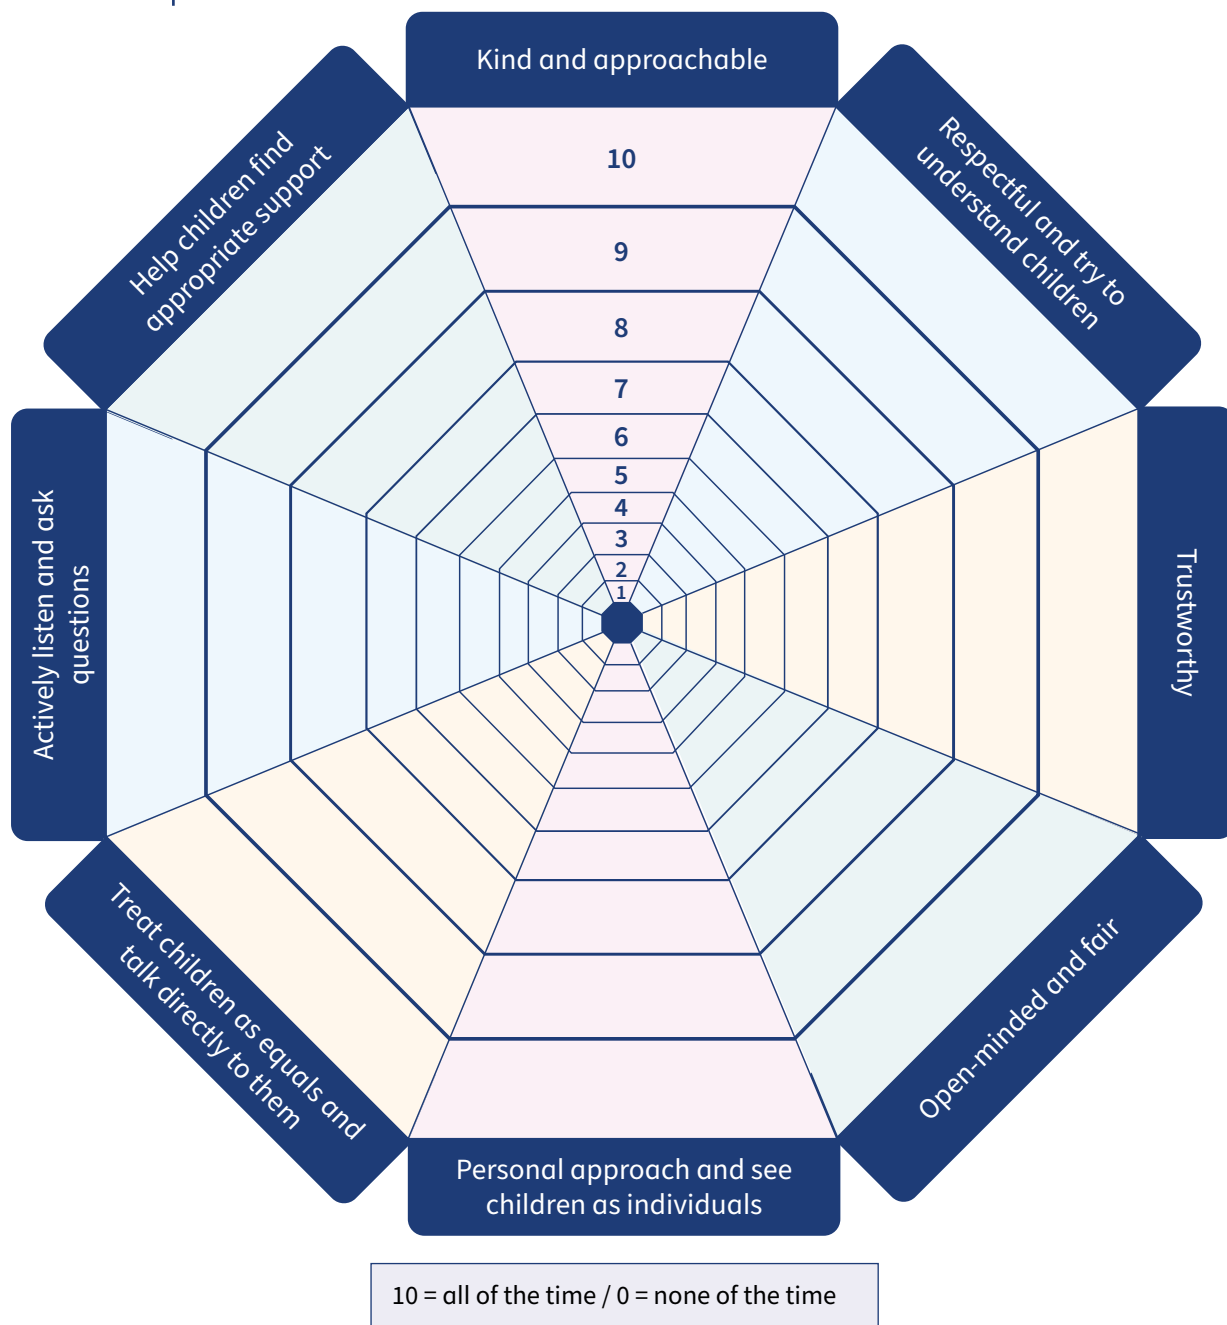 Kind and approachable
Respectful and try to
understand children
Trustworthy
Open-minded and fair
Personal approach and see
children as individuals
Treat children as equals and
talk directly to them
Actively listen and ask
questions
Help children find
appropriate support
10
9
8
7
6
5
4
3
2
1
10 = all of the time / 0 = none of the time